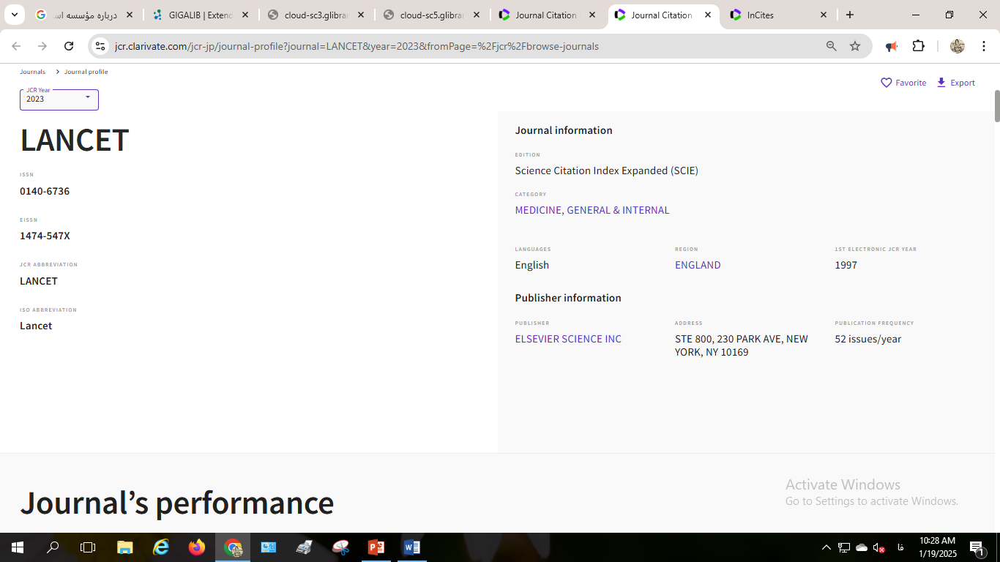 درباره مؤسسه اس
GIGALIB | Extend
cloud-sc3.glibrar
cloud-sc5.glibrar
Journal Citation
Journal Citation
InCites
jcr.clarivate.com/jcr-jp/journal-profile?journal=LANCET&year=2023&fromPage=%2Fjcr%2Fbrowse-journals
Journals > Journal profile
Favorite Export
JCR Year
2023
LANCET
ISSN
0140-6736
EISSN
1474-547X
JCR ABBREVIATION
LANCET
ISO ABBREVIATION
Lancet
Journal information
EDITION
Science Citation Index Expanded (SCIE)
CATEGORY
MEDICINE, GENERAL & INTERNAL
LANGUAGES REGION 1ST ELECTRONIC JCR YEAR
English ENGLAND 1997
Publisher information
PUBLISHER ADDRESS PUBLICATION FREQUENCY
ELSEVIER SCIENCE INC STE 800, 230 PARK AVE, NEW 52 issues/year
YORK, NY 10169
Journal's performance
Activate Windows
Go to Settings to activate Windows.
فا
10:28 AM
1/19/2025
1